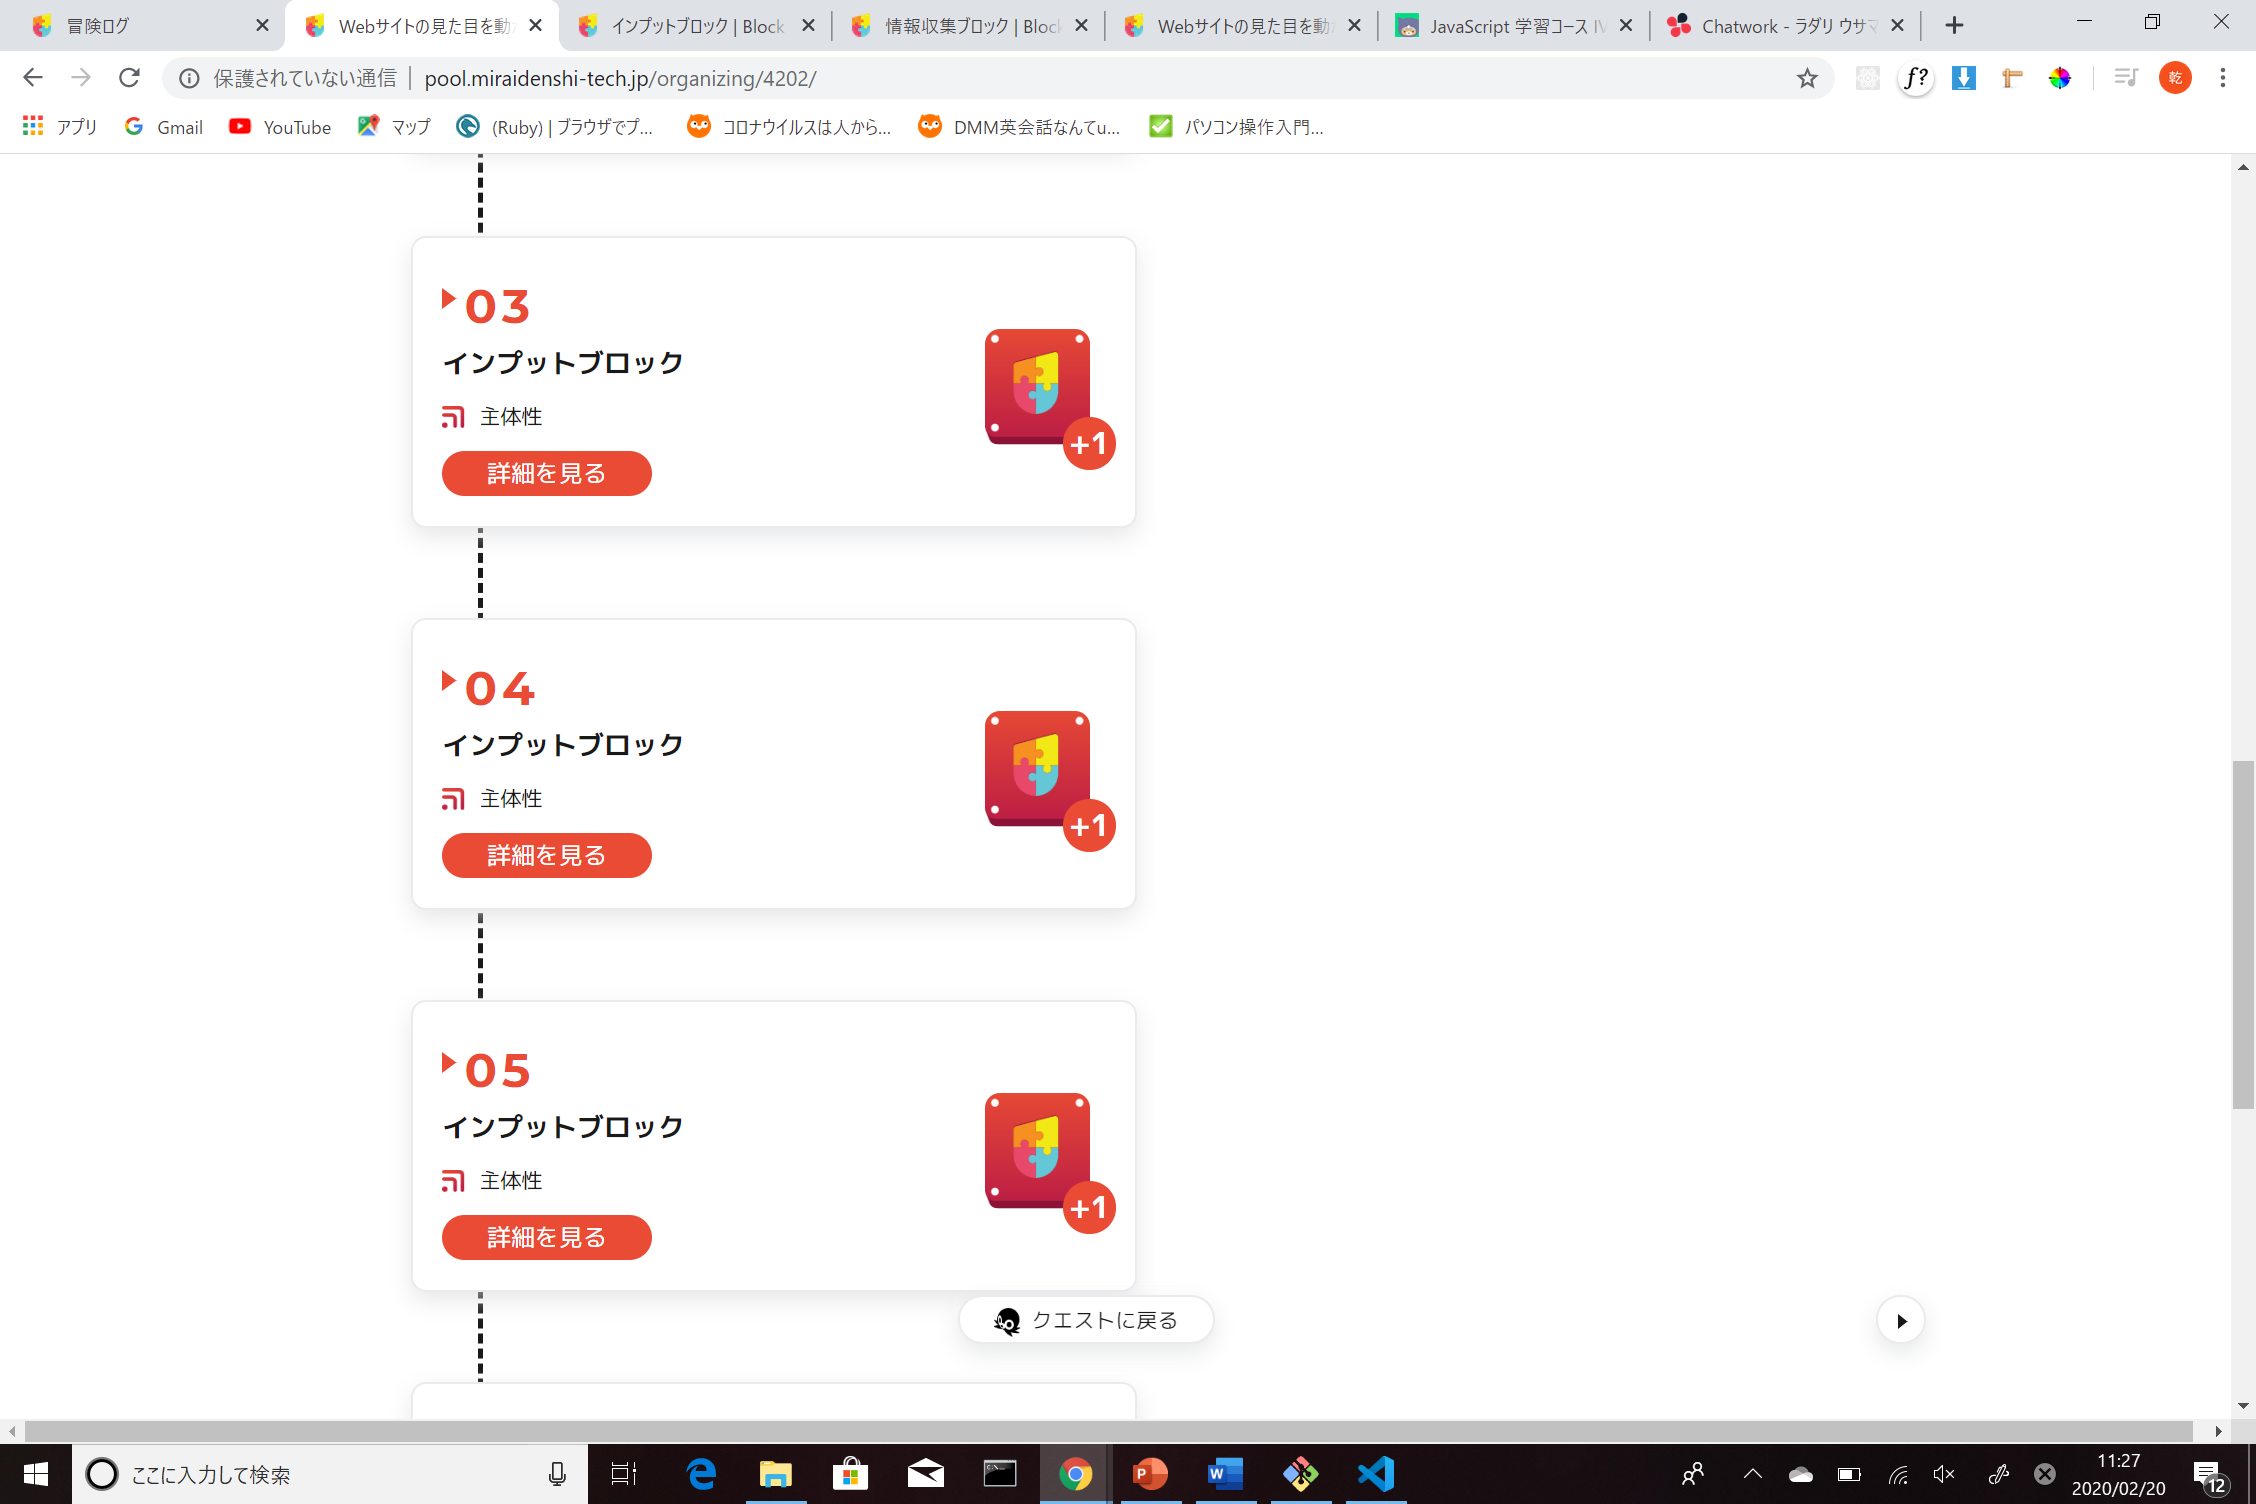 冒険ログ
Webサイトの見た目を動
インプットブロック | Block
情報収集ブロック | Bloc
Webサイトの見た目を動
JavaScript 学習コース IV
Chatwork - ラダリ ウサマ
保護されていない通信 | pool.miraidenshi-tech.jp/organizing/4202/
f?
乾
アプリ
Gmail
YouTube
マップ
(Ruby) | ブラウザでプ...
コロナウイルスは人から...
DMM英会話なんてu...
パソコン操作入門...
03
インプットブロック
主体性
詳細を見る
+1
04
インプットブロック
主体性
詳細を見る
+1
05
インプットブロック
主体性
詳細を見る
+1
クエストに戻る
ここに入力して検索
11:27
2020/02/20
12